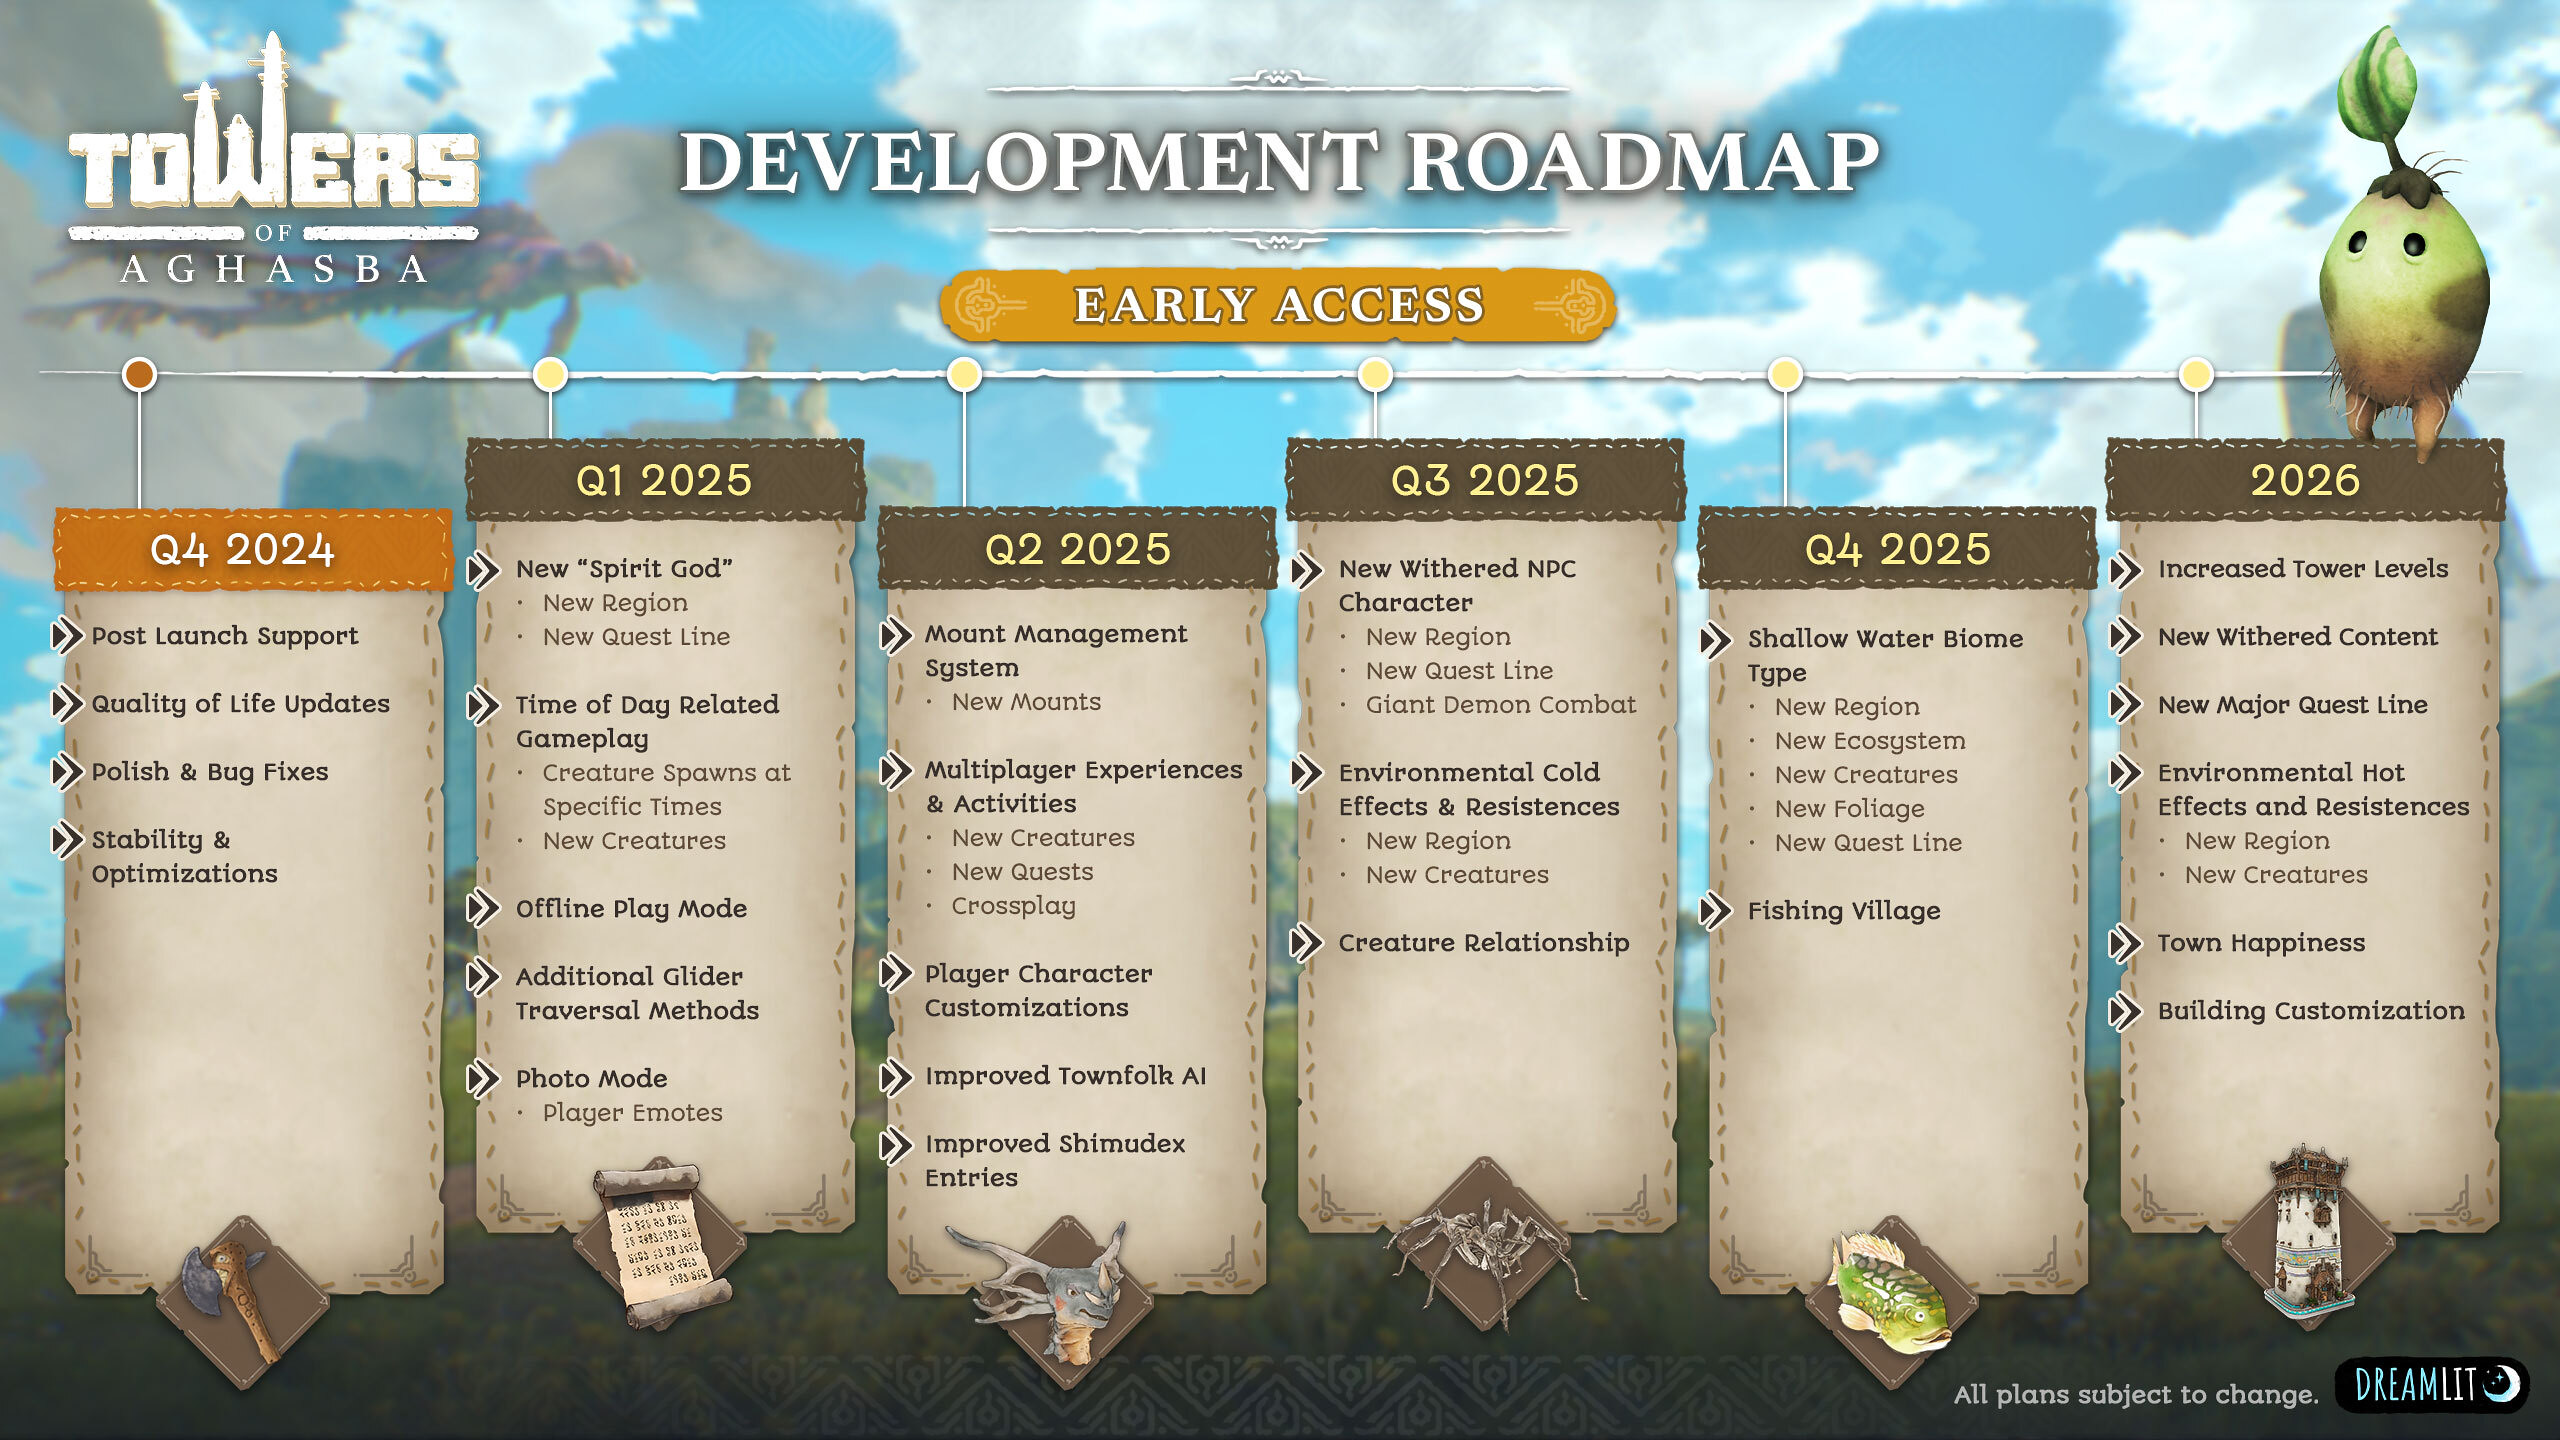 TOWERS
OF
AGHASBA
DEVELOPMENT ROADMAP
EARLY ACCESS
Q4 2024
Post Launch Support
Quality of Life Updates
Polish & Bug Fixes
Stability &
Optimizations
Q1 2025
New “Spirit God”
• New Region
• New Quest Line
Time of Day Related
Gameplay
• Creature Spawns at
Specific Times
• New Creatures
Offline Play Mode
Additional Glider
Traversal Methods
Photo Mode
• Player Emotes
Q2 2025
Mount Management
System
• New Mounts
Multiplayer Experiences
& Activities
• New Creatures
• New Quests
• Crossplay
Player Character
Customizations
Improved Townfolk AI
Improved Shimudex
Entries
Q3 2025
New Withered NPC
Character
• New Region
• New Quest Line
• Giant Demon Combat
Environmental Cold
Effects & Resistences
• New Region
• New Creatures
Creature Relationship
Q4 2025
Shallow Water Biome
Type
• New Region
• New Ecosystem
• New Creatures
• New Foliage
• New Quest Line
Fishing Village
2026
Increased Tower Levels
New Withered Content
New Major Quest Line
Environmental Hot
Effects and Resistences
• New Region
• New Creatures
Town Happiness
Building Customization
All plans subject to change.
DREAMLIT